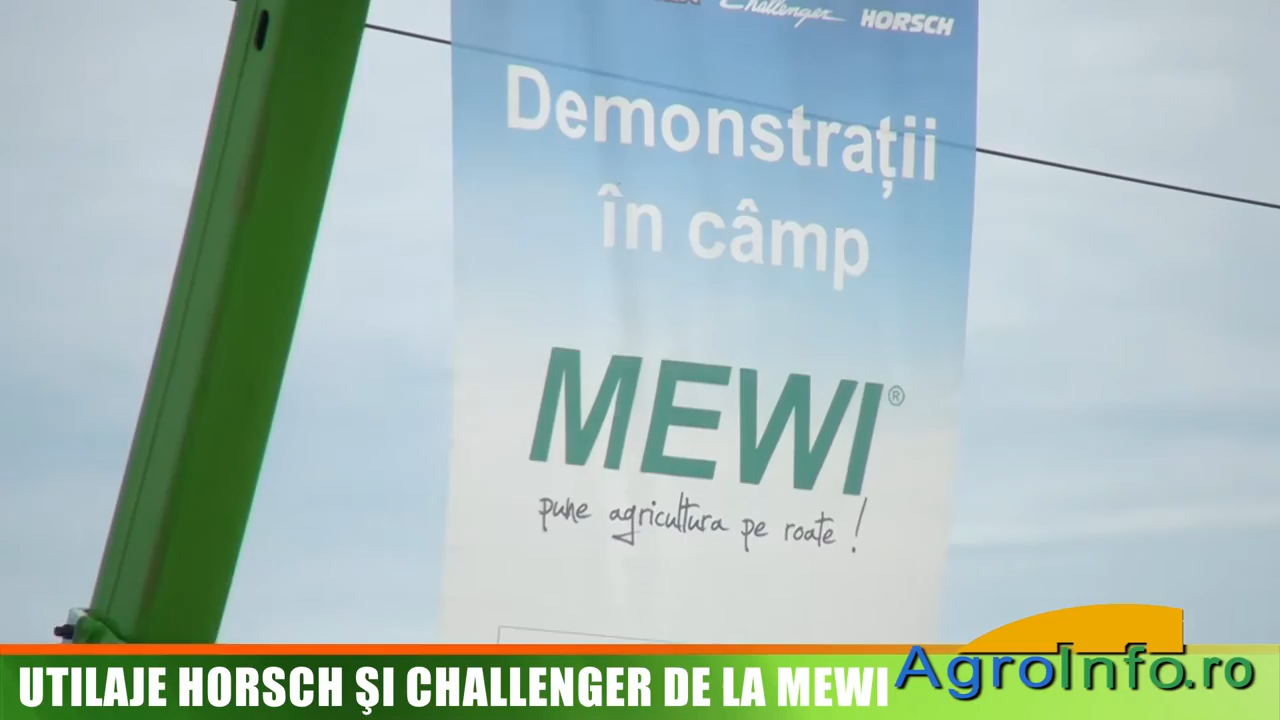 Challenger HORSCH
Demonstrații
în câmp
MEWI®
pune agricultura pe roate!
UTILAJE HORSCH ŞI CHALLENGER DE LA MEWI
AgroInfo.ro